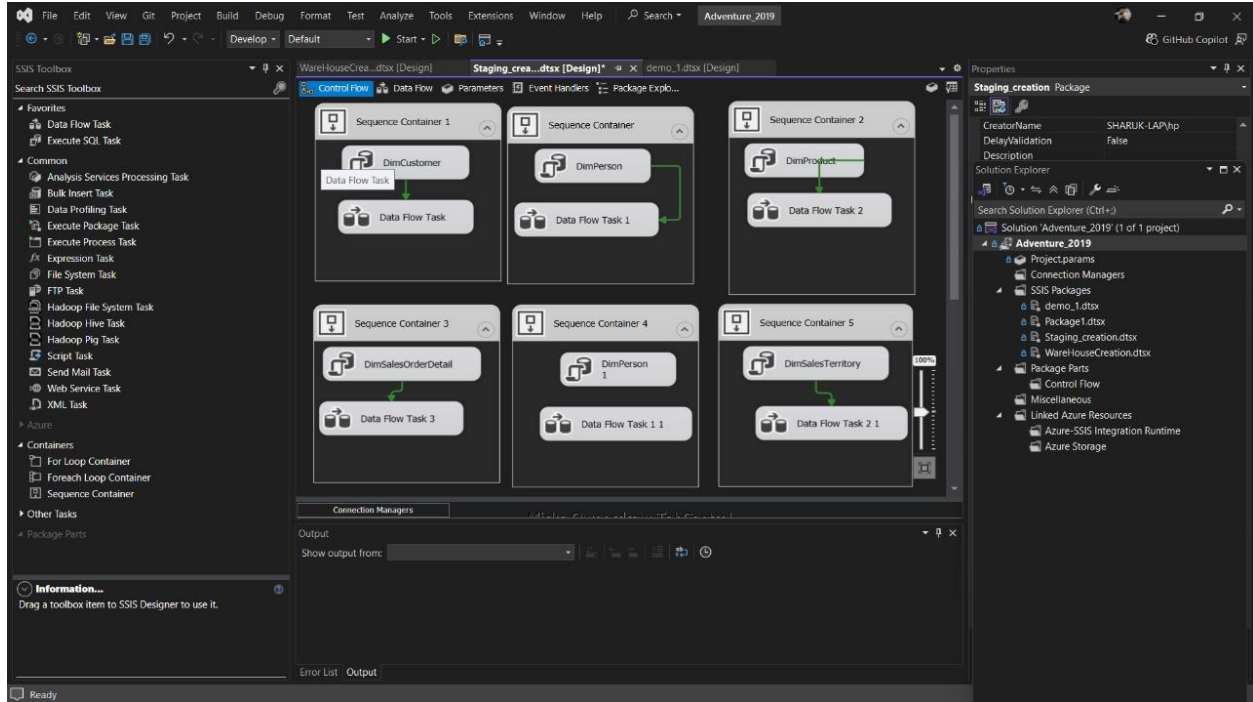 File Edit View Git Project Build Debug Format Test Analyze Tools Extensions Window Help Search Adventure_2019
Develop Default Start GitHub Copilot
SSIS Toolbox
Search SSIS Toolbox
Favorites
Data Flow Task
Execute SQL Task
Common
Analysis Services Processing Task
Bulk Insert Task
Data Profiling Task
Execute Package Task
Execute Process Task
Expression Task
File System Task
FTP Task
Hadoop File System Task
Hadoop Hive Task
Hadoop Pig Task
Script Task
Send Mail Task
Web Service Task
XML Task
Azure
Containers
For Loop Container
Foreach Loop Container
Sequence Container
Other Tasks
Package Parts
Information...
Drag a toolbox item to SSIS Designer to use it.
WareHouseCrea...dtsx [Design] Staging_crea...dtsx [Design]* demo_1.dtsx [Design]
Control Flow Data Flow Parameters Event Handlers Package Explo...
Sequence Container 1
DimCustomer
Data Flow Task
Data Flow Task
Sequence Container
DimPerson
Data Flow Task 1
Sequence Container 2
DimProduct
Data Flow Task 2
Sequence Container 3
DimSalesOrderDetail
Data Flow Task 3
Sequence Container 4
DimPerson
1
Data Flow Task 1 1
Sequence Container 5
DimSalesTerritory
Data Flow Task 2 1
100%
Connection Managers
Output
Show output from:
Error List Output
Properties
Staging_creation Package
CreatorName SHARUK-LAP\hp
DelayValidation False
Description
Solution Explorer
Search Solution Explorer (Ctrl+;)
Solution 'Adventure_2019' (1 of 1 project)
Adventure_2019
Project.params
Connection Managers
SSIS Packages
demo_1.dtsx
Package1.dtsx
Staging_creation.dtsx
WareHouseCreation.dtsx
Package Parts
Control Flow
Miscellaneous
Linked Azure Resources
Azure-SSIS Integration Runtime
Azure Storage
Ready